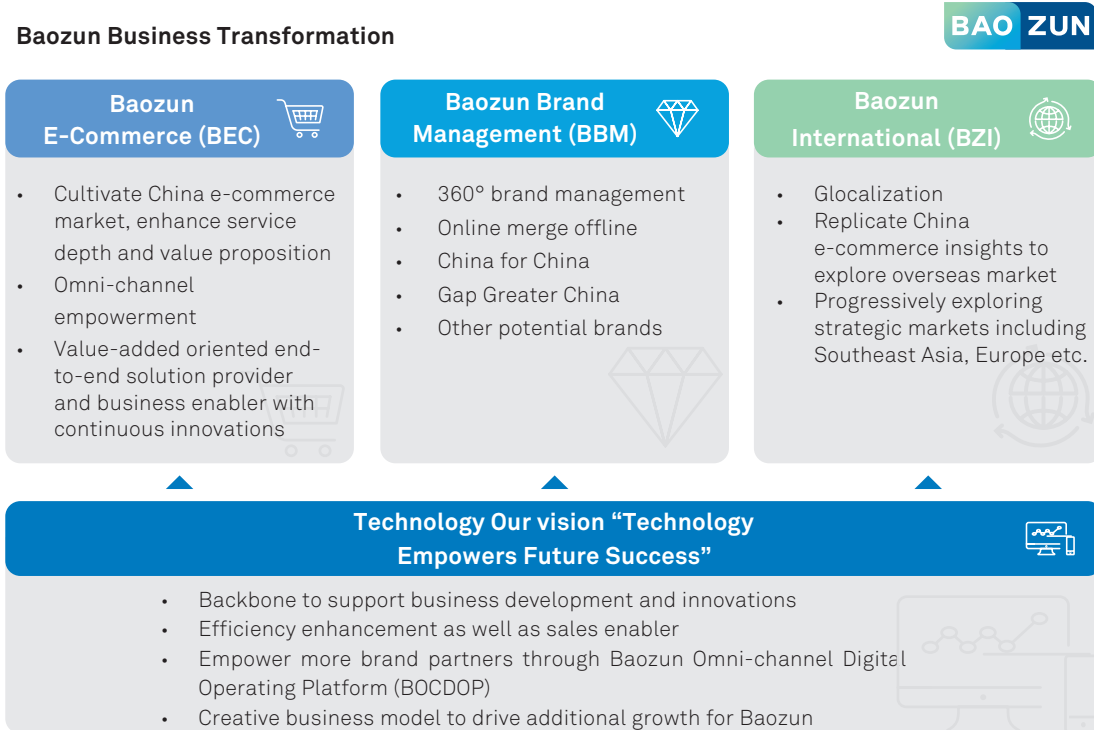 Baozun Business Transformation
BAO ZUN
Baozun
E-Commerce (BEC)
• Cultivate China e-commerce
market, enhance service
depth and value proposition
• Omni-channel
empowerment
• Value-added oriented end-
to-end solution provider
and business enabler with
continuous innovations
Baozun Brand
Management (BBM)
• 360° brand management
• Online merge offline
• China for China
• Gap Greater China
• Other potential brands
Baozun
International (BZI)
• Glocalization
• Replicate China
e-commerce insights to
explore overseas market
• Progressively exploring
strategic markets including
Southeast Asia, Europe etc.
Technology Our vision “Technology
Empowers Future Success”
• Backbone to support business development and innovations
• Efficiency enhancement as well as sales enabler
• Empower more brand partners through Baozun Omni-channel Digital
Operating Platform (BOCDOP)
• Creative business model to drive additional growth for Baozun